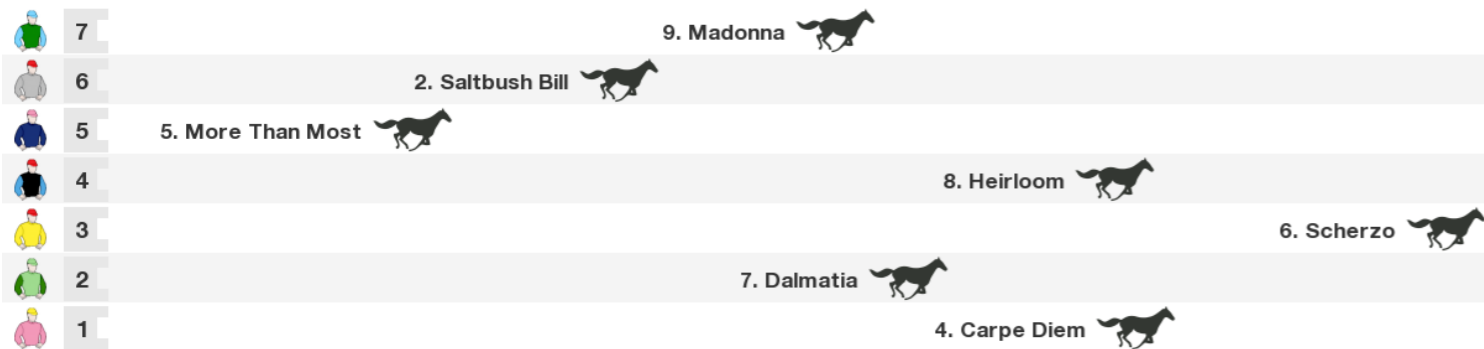 7 9. Madonna
6 2. Saltbush Bill
5 5. More Than Most
4 8. Heirloom
3 6. Scherzo
2 7. Dalmatia
1 4. Carpe Diem